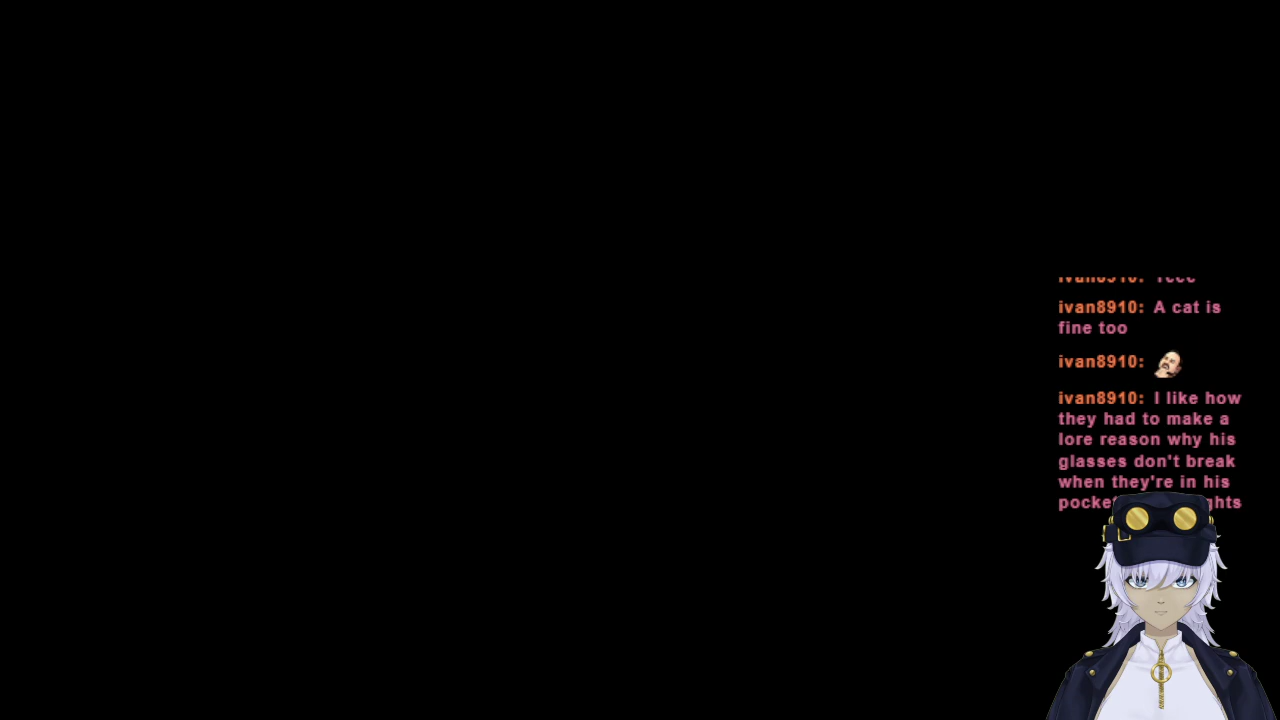 ivan8910:
ivan8910: A cat is
fine too
ivan8910:
ivan8910: I like how
they had to make a
lore reason why his
glasses don't break
when they're in his